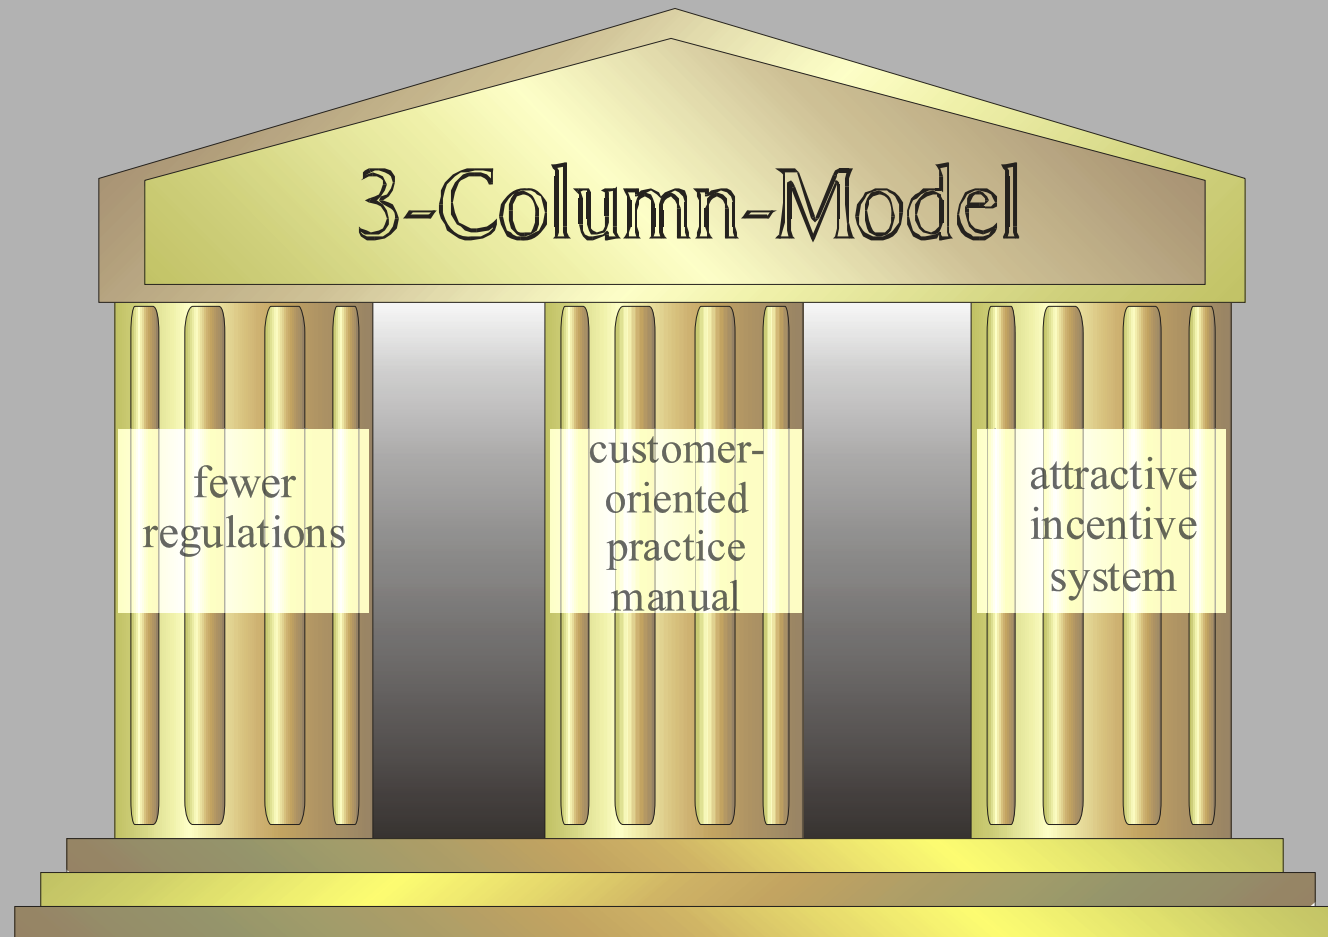 3-Column-Model
fewer
regulations
customer-
oriented
practice
manual
attractive
incentive
system